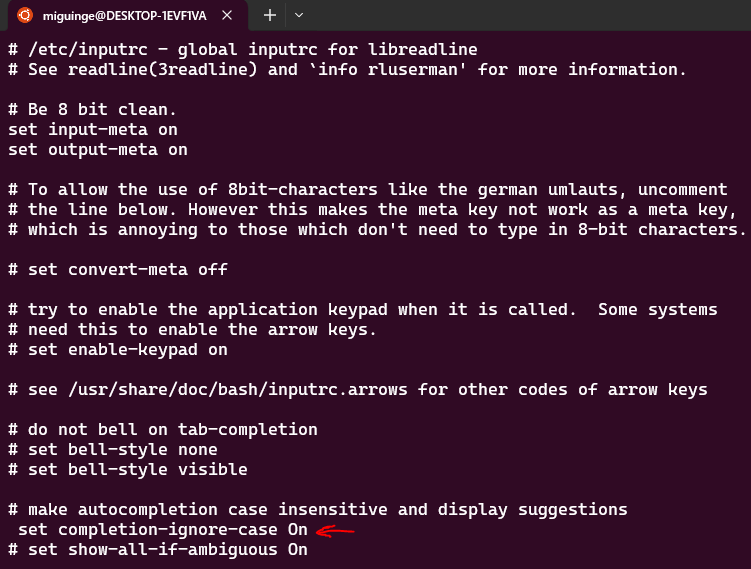 miguinge@DESKTOP-1EVF1VA
# /etc/inputrc - global inputrc for libreadline
# See readline(3readline) and `info rluserman' for more information.
# Be 8 bit clean.
set input-meta on
set output-meta on
# To allow the use of 8bit-characters like the german umlauts, uncomment
# the line below. However this makes the meta key not work as a meta key,
# which is annoying to those which don't need to type in 8-bit characters.
# set convert-meta off
# try to enable the application keypad when it is called.  Some systems
# need this to enable the arrow keys.
# set enable-keypad on
# see /usr/share/doc/bash/inputrc.arrows for other codes of arrow keys
# do not bell on tab-completion
# set bell-style none
# set bell-style visible
# make autocompletion case insensitive and display suggestions
 set completion-ignore-case On
# set show-all-if-ambiguous On